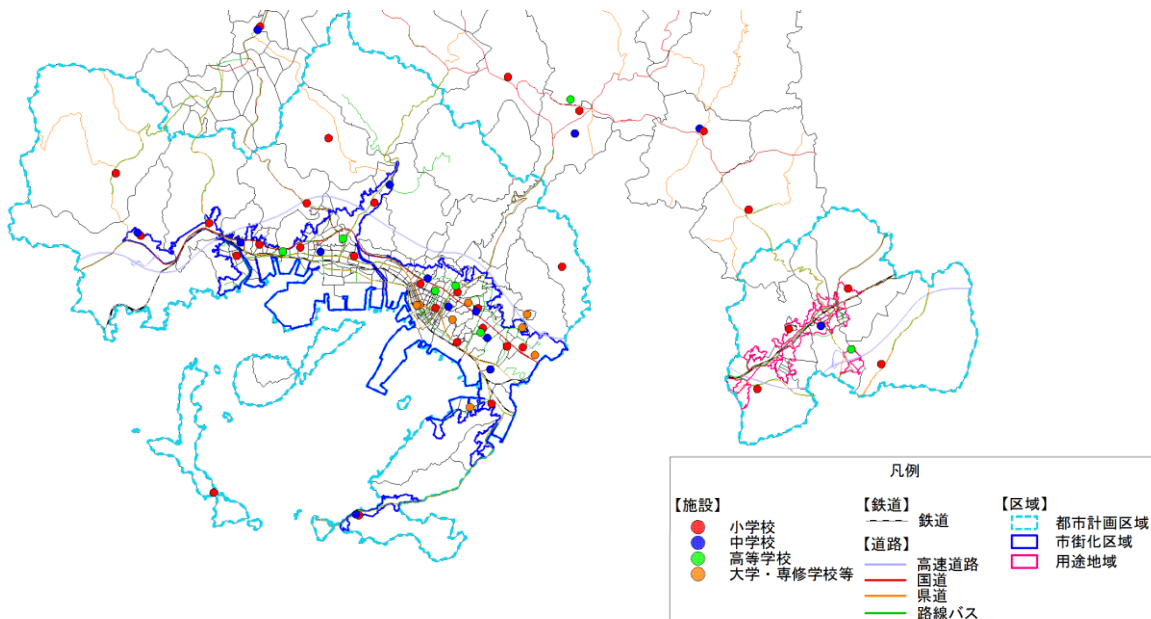 凡例
【施設】
小学校
中学校
高等学校
大学・専修学校等
【鉄道】
鉄道
【道路】
高速道路
国道
県道
路線バス
【区域】
都市計画区域
市街化区域
用途地域